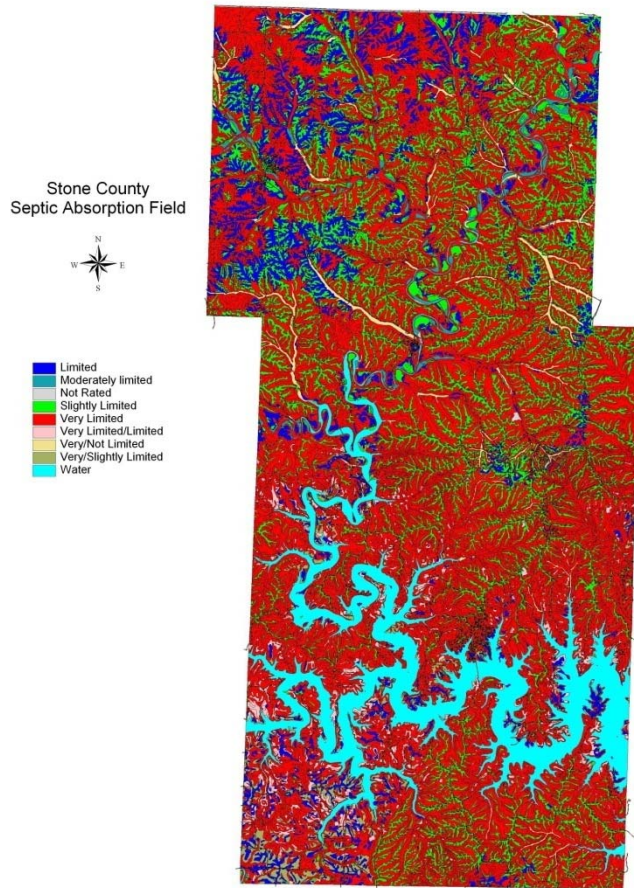 Stone County
Septic Absorption Field
N
W E
S
Limited
Moderately limited
Not Rated
Slightly Limited
Very Limited
Very Limited/Limited
Very/Not Limited
Very/Slightly Limited
Water